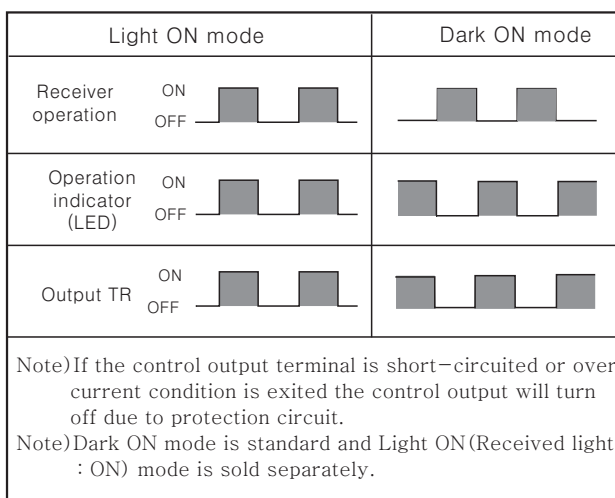 Light ON mode
Dark ON mode
Receiver
operation
ON
OFF
Operation
indicator
(LED)
ON
OFF
Output TR
ON
OFF
Note)If the control output terminal is short-circuited or over
current condition is exited the control output will turn
off due to protection circuit.
Note)Dark ON mode is standard and Light ON(Received light
: ON) mode is sold separately.